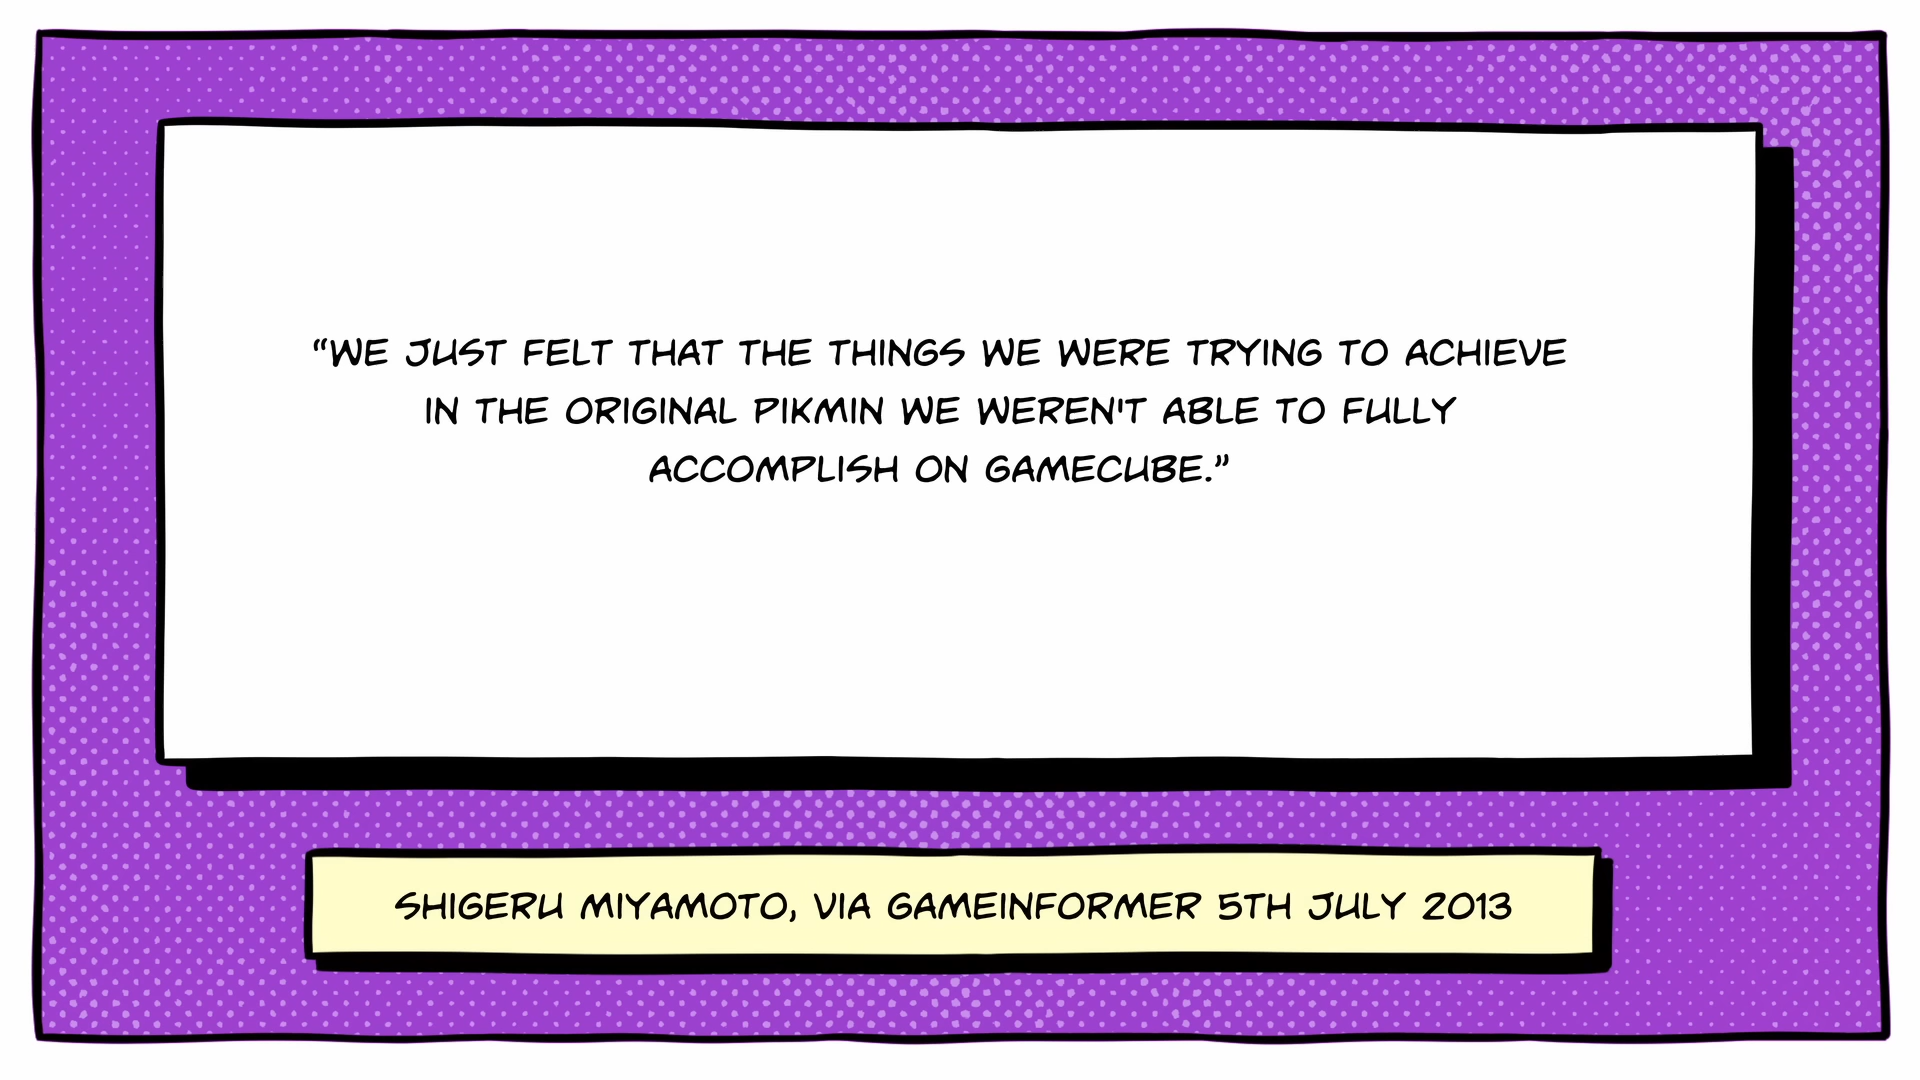 “WE JUST FELT THAT THE THINGS WE WERE TRYING TO ACHIEVE
IN THE ORIGINAL PIKMIN WE WEREN'T ABLE TO FULLY
ACCOMPLISH ON GAMECUBE.”
SHIGERU MIYAMOTO, VIA GAMEINFORMER 5TH JULY 2013